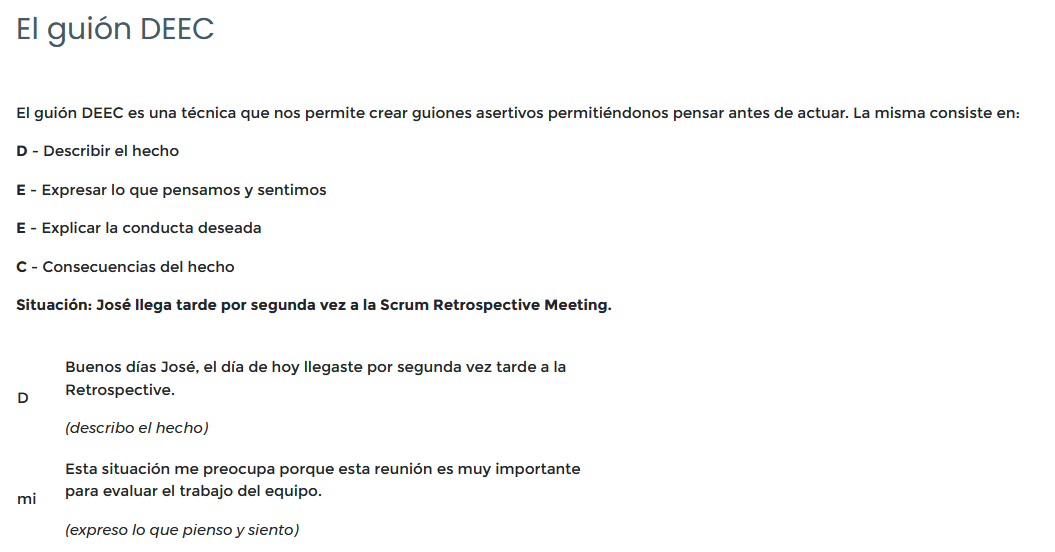 El guión DEEC
El guión DEEC es una técnica que nos permite crear guiones asertivos permitiéndonos pensar antes de actuar. La misma consiste en:
D - Describir el hecho
E - Expresar lo que pensamos y sentimos
E - Explicar la conducta deseada
C - Consecuencias del hecho
Situación: José llega tarde por segunda vez a la Scrum Retrospective Meeting.
D
Buenos días José, el día de hoy llegaste por segunda vez tarde a la
Retrospective.
(describo el hecho)
mi
Esta situación me preocupa porque esta reunión es muy importante
para evaluar el trabajo del equipo.
(expreso lo que pienso y siento)